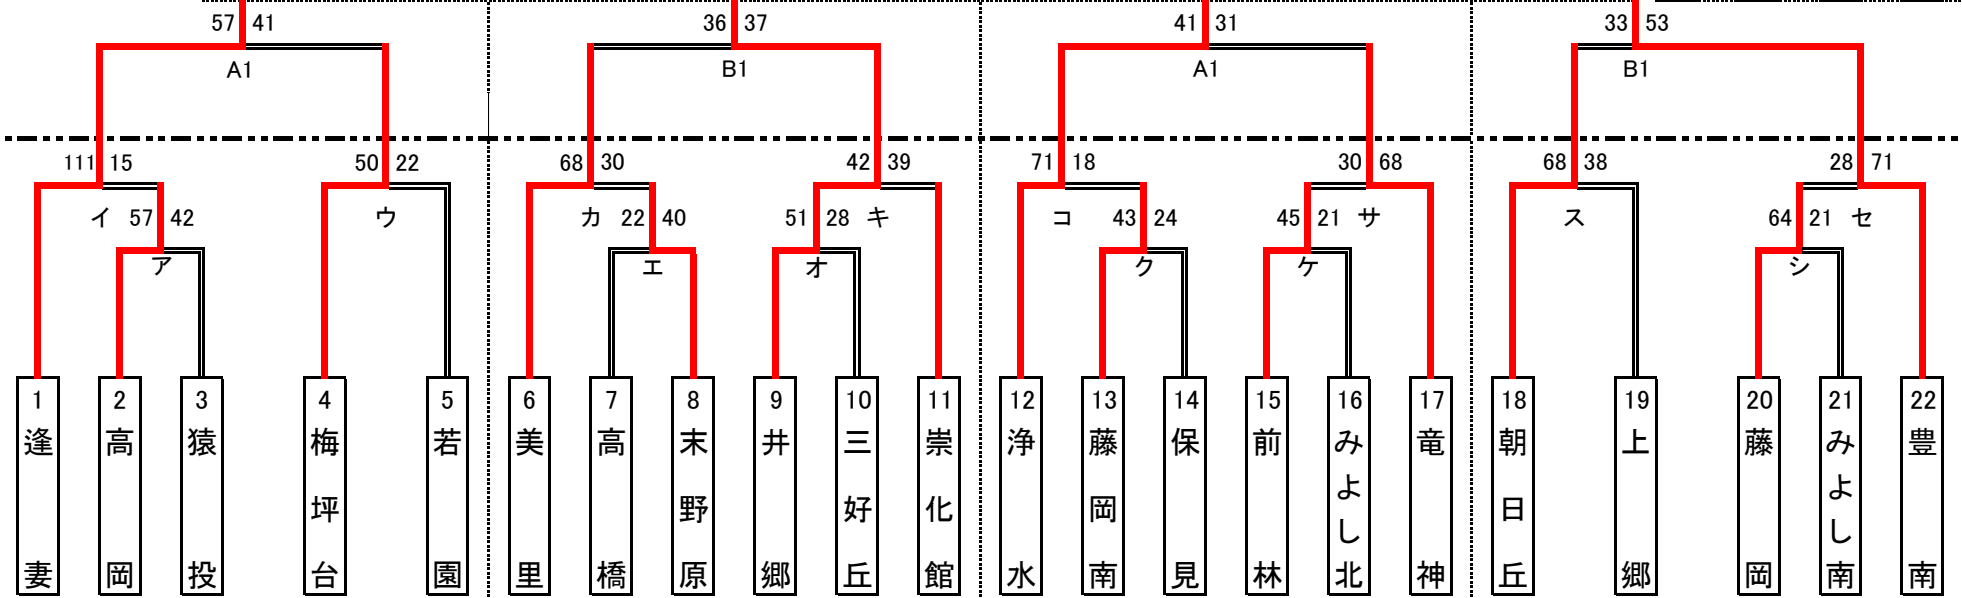 57 41 36 37 41 31 33 53
A1 B1 A1 B1
111 15 50 22 68 30 42 39 71 18 30 68 68 38 28 71
イ 57 42 ウ カ 22 40 51 28 キ コ 43 24 45 21 サ ス 64 21 セ
ア エ オ ク ケ シ
1 逢妻
2 高岡
3 猿投
4 梅坪台
5 若園
6 美里
7 高橋
8 末野原
9 井郷
10 三好丘
11 崇化館
12 浄水
13 藤岡南
14 保見
15 前林
16 みよし北
17 竜神
18 朝日丘
19 上郷
20 藤岡
21 みよし南
22 豊南